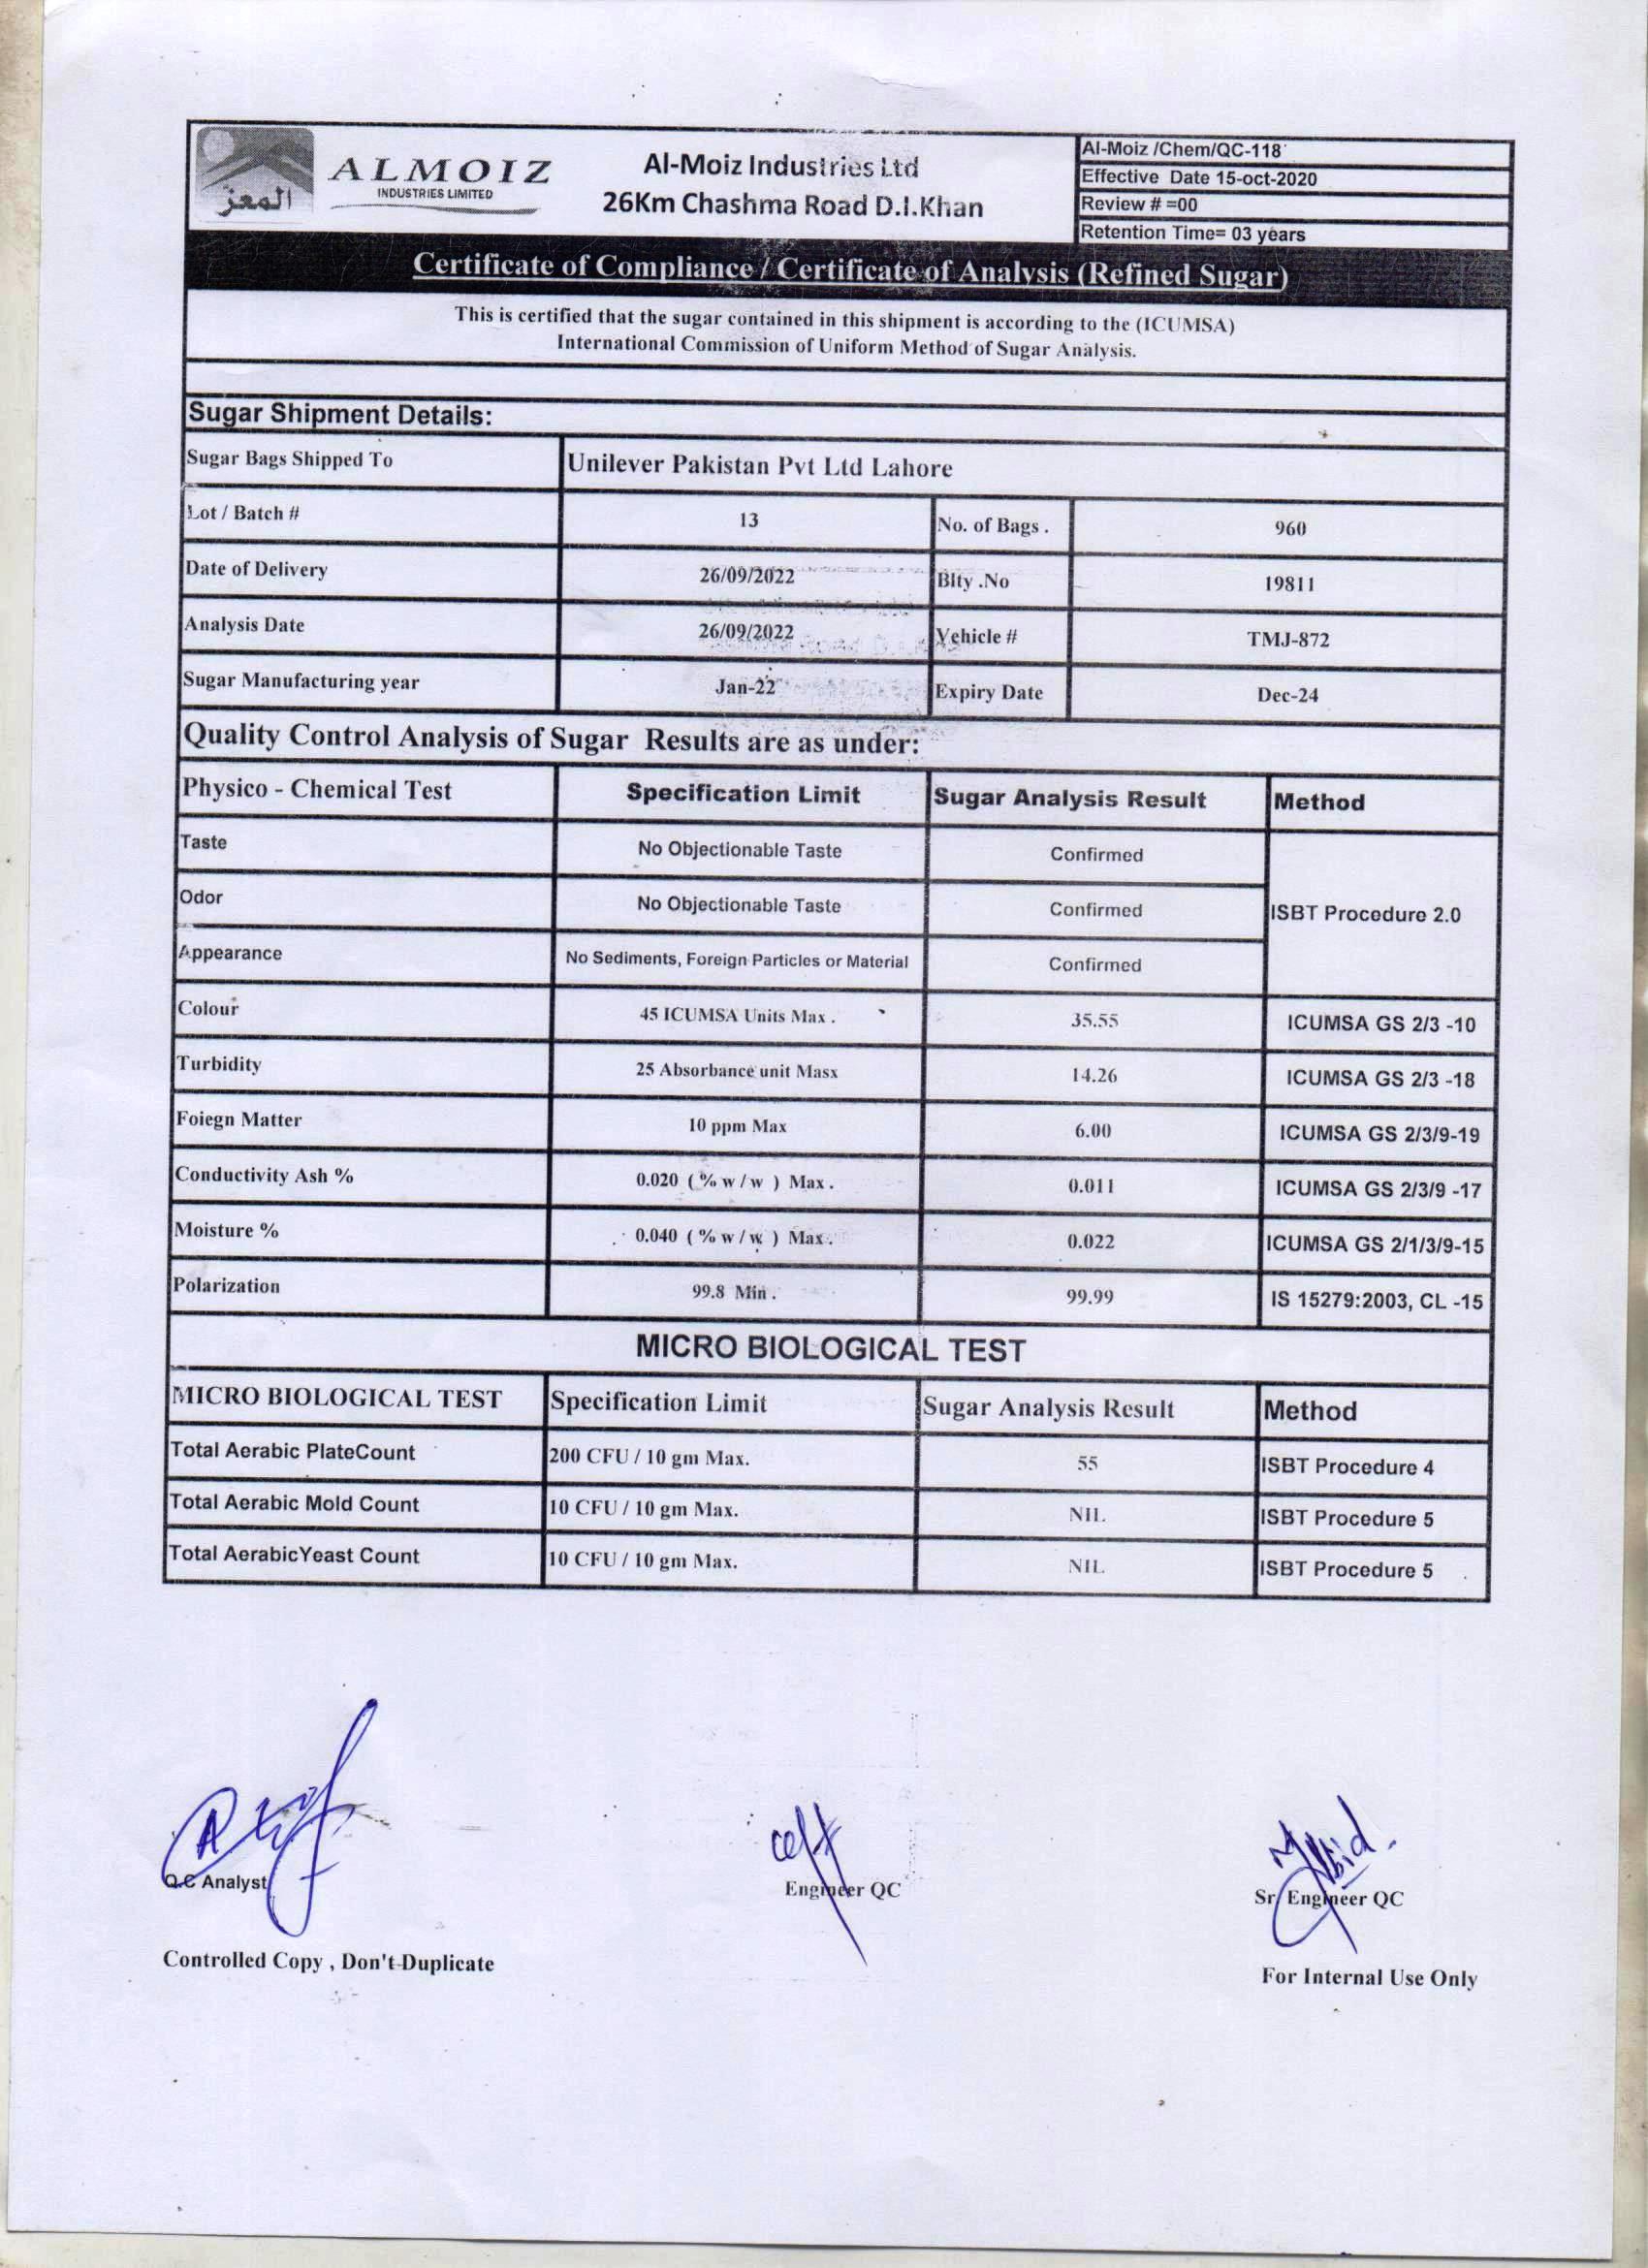 المعز
ALMOIZ
INDUSTRIES LIMITED
Al-Moiz Industries Ltd
26Km Chashma Road D.I.Khan
Al-Moiz /Chem/QC-118
Effective Date 15-oct-2020
Review # =00
Retention Time= 03 years
Certificate of Compliance / Certificate of Analysis (Refined Sugar)
This is certified that the sugar contained in this shipment is according to the (ICUMSA)
International Commission of Uniform Method of Sugar Analysis.
Sugar Shipment Details:
Sugar Bags Shipped To Unilever Pakistan Pvt Ltd Lahore
Lot / Batch # 13 No. of Bags . 960
Date of Delivery 26/09/2022 Blty .No 19811
Analysis Date 26/09/2022 Vehicle # TMJ-872
Sugar Manufacturing year Jan-22 Expiry Date Dec-24
Quality Control Analysis of Sugar Results are as under:
Physico - Chemical Test Specification Limit Sugar Analysis Result Method
Taste No Objectionable Taste Confirmed
Odor No Objectionable Taste Confirmed ISBT Procedure 2.0
Appearance No Sediments, Foreign Particles or Material Confirmed
Colour 45 ICUMSA Units Max . 35.55 ICUMSA GS 2/3 -10
Turbidity 25 Absorbance unit Masx 14.26 ICUMSA GS 2/3 -18
Foiegn Matter 10 ppm Max 6.00 ICUMSA GS 2/3/9-19
Conductivity Ash % 0.020 ( % w / w ) Max . 0.011 ICUMSA GS 2/3/9 -17
Moisture % 0.040 ( % w / w ) Max . 0.022 ICUMSA GS 2/1/3/9-15
Polarization 99.8 Min . 99.99 IS 15279:2003, CL -15
MICRO BIOLOGICAL TEST
MICRO BIOLOGICAL TEST Specification Limit Sugar Analysis Result Method
Total Aerabic PlateCount 200 CFU / 10 gm Max. 55 ISBT Procedure 4
Total Aerabic Mold Count 10 CFU / 10 gm Max. NIL ISBT Procedure 5
Total AerabicYeast Count 10 CFU / 10 gm Max. NIL ISBT Procedure 5
Q.C Analyst Engineer QC Sr. Engineer QC
Controlled Copy , Don't Duplicate
For Internal Use Only